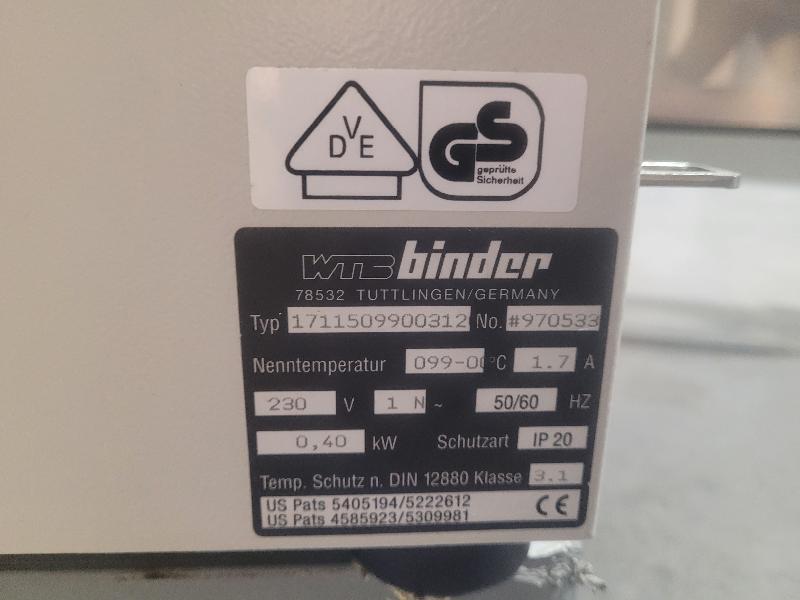 VDE
GS
geprüfte
Sicherheit
WTB binder
78532 TUTTLINGEN/GERMANY
Typ 1711509900312 No. #970533
Nenntemperatur 099-00°C 1.7 A
230 V 1 N ~ 50/60 HZ
0,40 kW Schutzart IP 20
Temp. Schutz n. DIN 12880 Klasse 3.1
US Pats 5405194/5222612
US Pats 4585923/5309981 CE